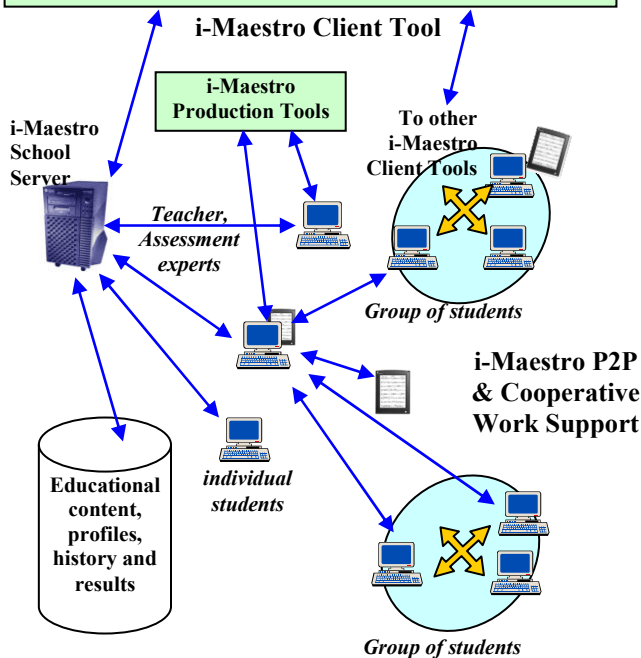 i-Maestro Client Tool
i-Maestro
Production Tools
i-Maestro
School
Server
To other
i-Maestro
Client Tools
Teacher,
Assessment
experts
Group of students
i-Maestro P2P
& Cooperative
Work Support
individual
students
Educational
content,
profiles,
history and
results
Group of students